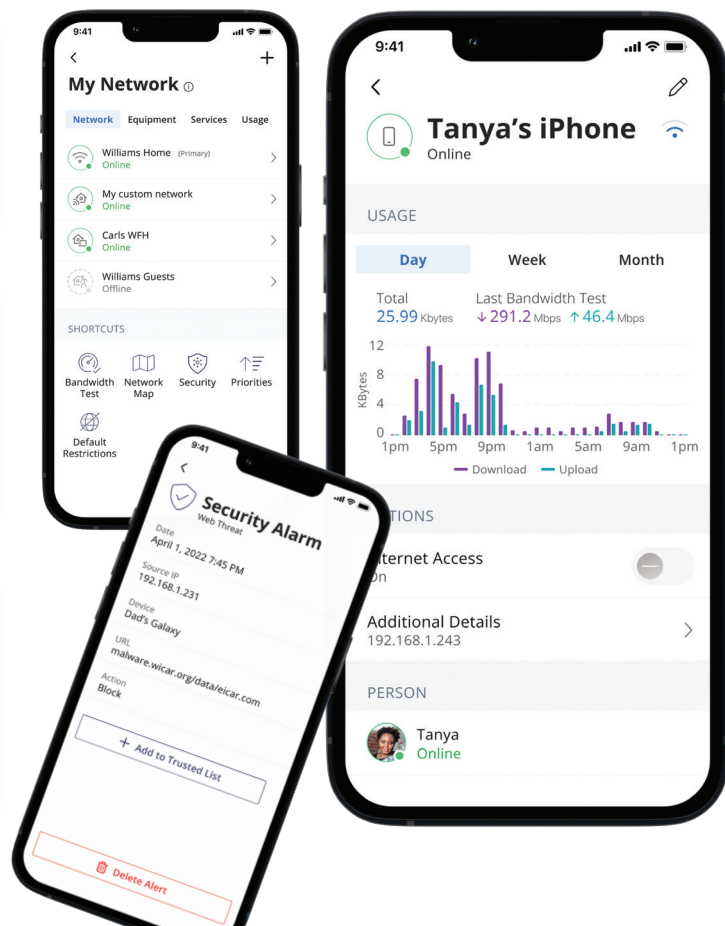 9:41
My Network
Network Equipment Services Usage
Williams Home (Primary)
Online
My custom network
Online
Carls WFH
Online
Williams Guests
Offline
SHORTCUTS
Bandwidth Test
Network Map
Security
Priorities
Default Restrictions
9:41
Security Alarm
Web Threat
Date
April 1, 2022 7:45 PM
Source IP
192.168.1.231
Device
Dad's Galaxy
URL
malware.wicar.org/data/eicar.com
Action
Block
+ Add to Trusted List
Delete Alert
9:41
Tanya's iPhone
Online
USAGE
Day Week Month
Total Last Bandwidth Test
25.99 Kbytes ↓291.2 Mbps ↑46.4 Mbps
KBytes
12
8
4
0
1pm 5pm 9pm 1am 5am 9am 1pm
Download Upload
TIONS
ternet Access
On
Additional Details
192.168.1.243
PERSON
Tanya
Online